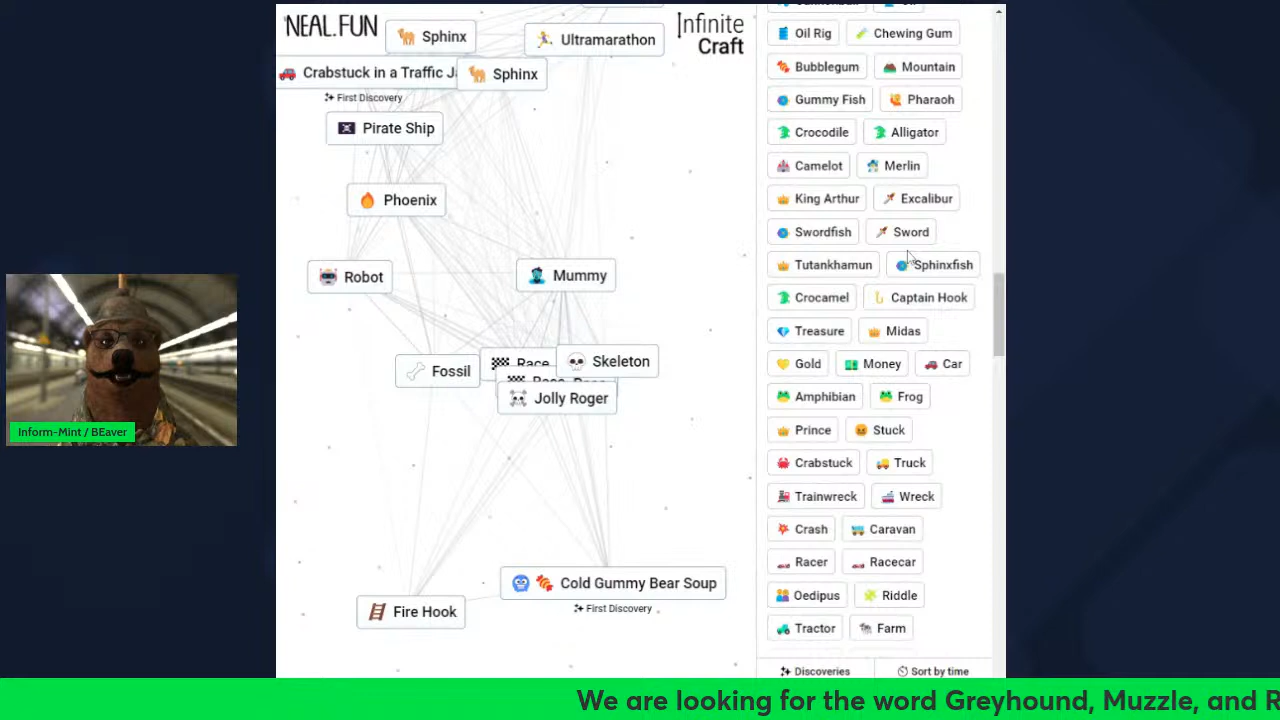 NEAL.FUN
Infinite Craft
Sphinx
Ultramarathon
Crabstuck in a Traffic
Sphinx
First Discovery
Pirate Ship
Phoenix
Robot
Mummy
Fossil
Race
Skeleton
Jolly Roger
Cold Gummy Bear Soup
First Discovery
Fire Hook
Oil Rig Chewing Gum
Bubblegum Mountain
Gummy Fish Pharaoh
Crocodile Alligator
Camelot Merlin
King Arthur Excalibur
Swordfish Sword
Tutankhamun Sphinxfish
Crocamel Captain Hook
Treasure Midas
Gold Money Car
Amphibian Frog
Prince Stuck
Crabstuck Truck
Trainwreck Wreck
Crash Caravan
Racer Racecar
Oedipus Riddle
Tractor Farm
Discoveries Sort by time
Inform-Mint / BEaver
We are looking for the word Greyhound, Muzzle, and